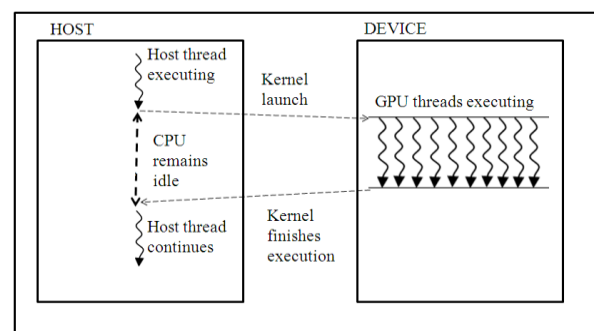 HOST
DEVICE
Host thread
executing
Kernel
launch
GPU threads executing
CPU
remains
idle
Host thread
continues
Kernel
finishes
execution